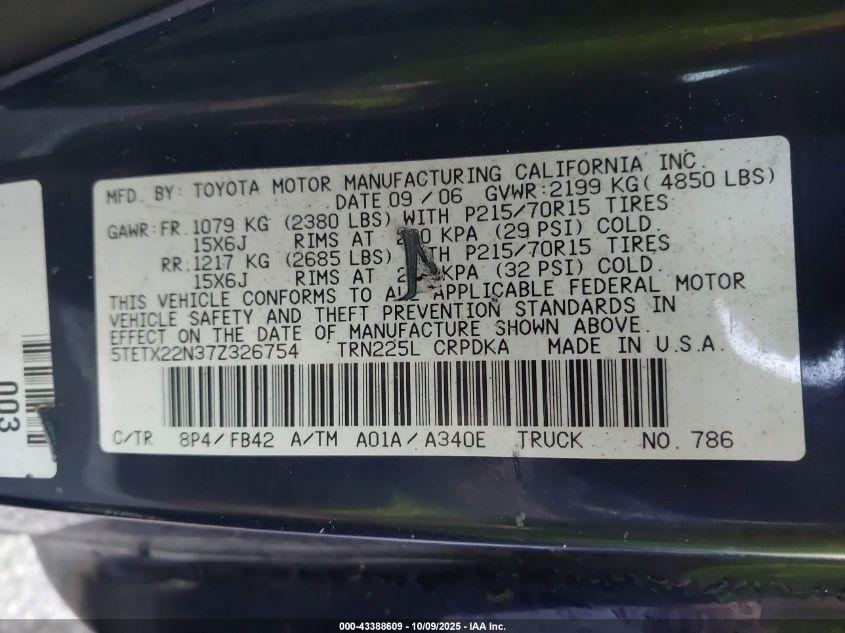 MFD. BY: TOYOTA MOTOR MANUFACTURING CALIFORNIA INC.
DATE 09 / 06 GVWR:2199 KG( 4850 LBS)
GAWR:FR.1079 KG (2380 LBS) WITH P215/70R15 TIRES
15X6J RIMS AT KPA (29 PSI) COLD.
RR.1217 KG (2685 LBS) WITH P215/70R15 TIRES
15X6J RIMS AT KPA (32 PSI) COLD.
THIS VEHICLE CONFORMS TO ALL APPLICABLE FEDERAL MOTOR
VEHICLE SAFETY AND THEFT PREVENTION STANDARDS IN
EFFECT ON THE DATE OF MANUFACTURE SHOWN ABOVE.
5TETX22N37Z326754 TRN225L CRPDKA MADE IN U.S.A.
C/TR 8P4/FB42 A/TM A01A/A340E TRUCK NO. 786
003
000-43388609 - 10/09/2025 - IAA Inc.